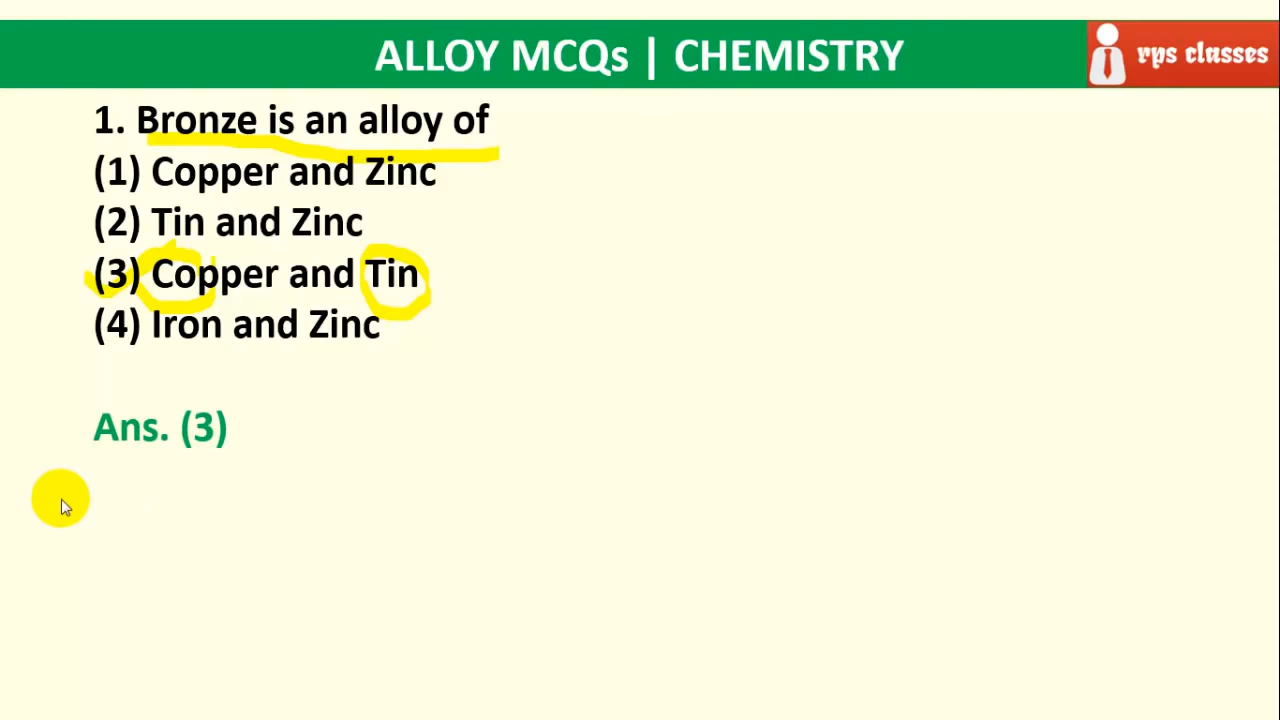 ALLOY MCQs | CHEMISTRY
rps classes
1. Bronze is an alloy of
(1) Copper and Zinc
(2) Tin and Zinc
(3) Copper and Tin
(4) Iron and Zinc
Ans. (3)